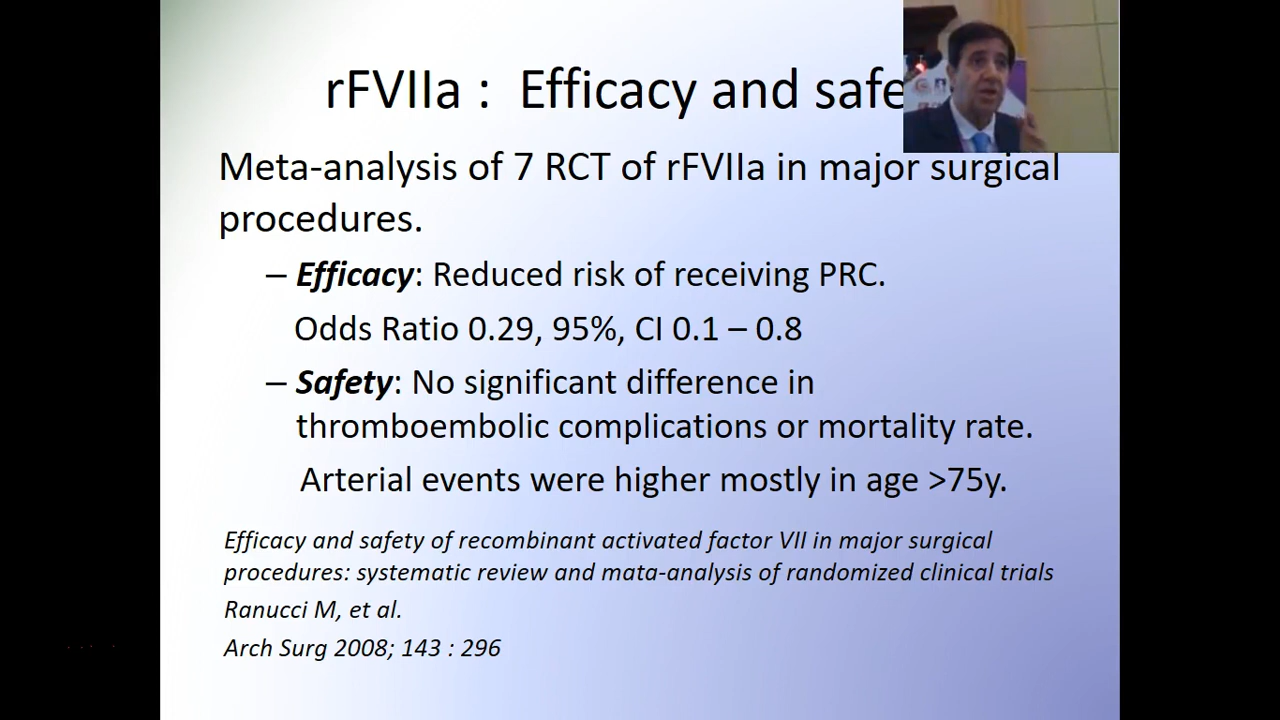 rFVIIa : Efficacy and safe
Meta-analysis of 7 RCT of rFVIIa in major surgical
procedures.
– Efficacy: Reduced risk of receiving PRC.
Odds Ratio 0.29, 95%, CI 0.1 – 0.8
– Safety: No significant difference in
thromboembolic complications or mortality rate.
Arterial events were higher mostly in age >75y.
Efficacy and safety of recombinant activated factor VII in major surgical
procedures: systematic review and mata-analysis of randomized clinical trials
Ranucci M, et al.
Arch Surg 2008; 143 : 296